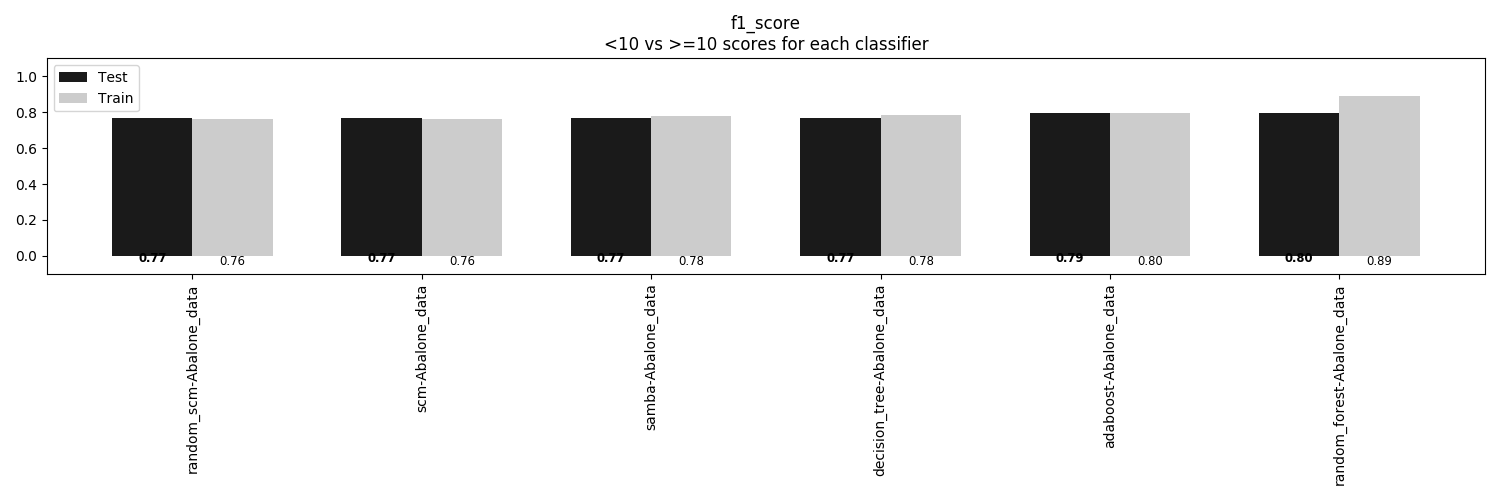 f1_score
<10 vs >=10 scores for each classifier
Test
Train
1.0
0.8
0.6
0.4
0.2
0.0
0.77
0.76
0.77
0.76
0.77
0.78
0.77
0.78
0.79
0.80
0.80
0.89
random_scm-Abalone_data
scm-Abalone_data
samba-Abalone_data
decision_tree-Abalone_data
adaboost-Abalone_data
random_forest-Abalone_data